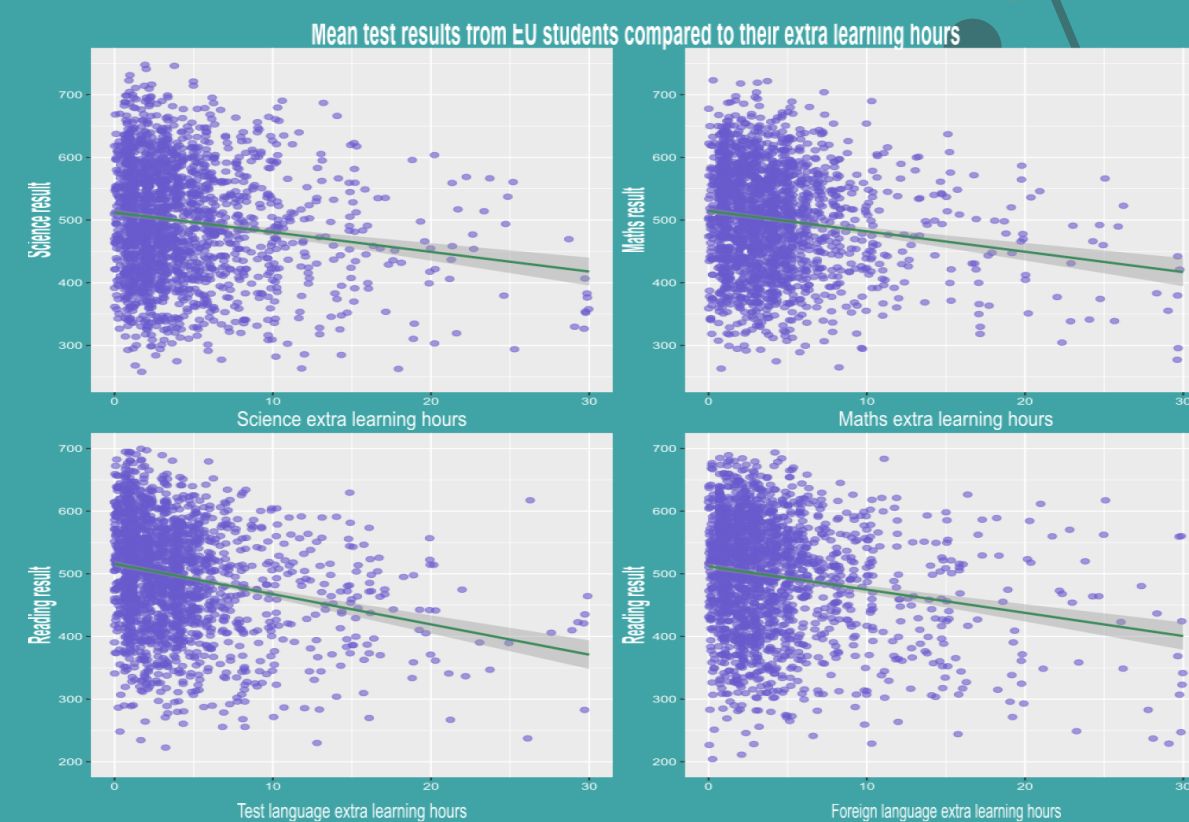 Mean test results from EU students compared to their extra learning hours
Science result
700
600
500
400
300
0 10 20 30
Science extra learning hours
Maths result
700
600
500
400
300
0 10 20 30
Maths extra learning hours
Reading result
700
600
500
400
300
200
0 10 20 30
Test language extra learning hours
Reading result
700
600
500
400
300
200
0 10 20 30
Foreign language extra learning hours